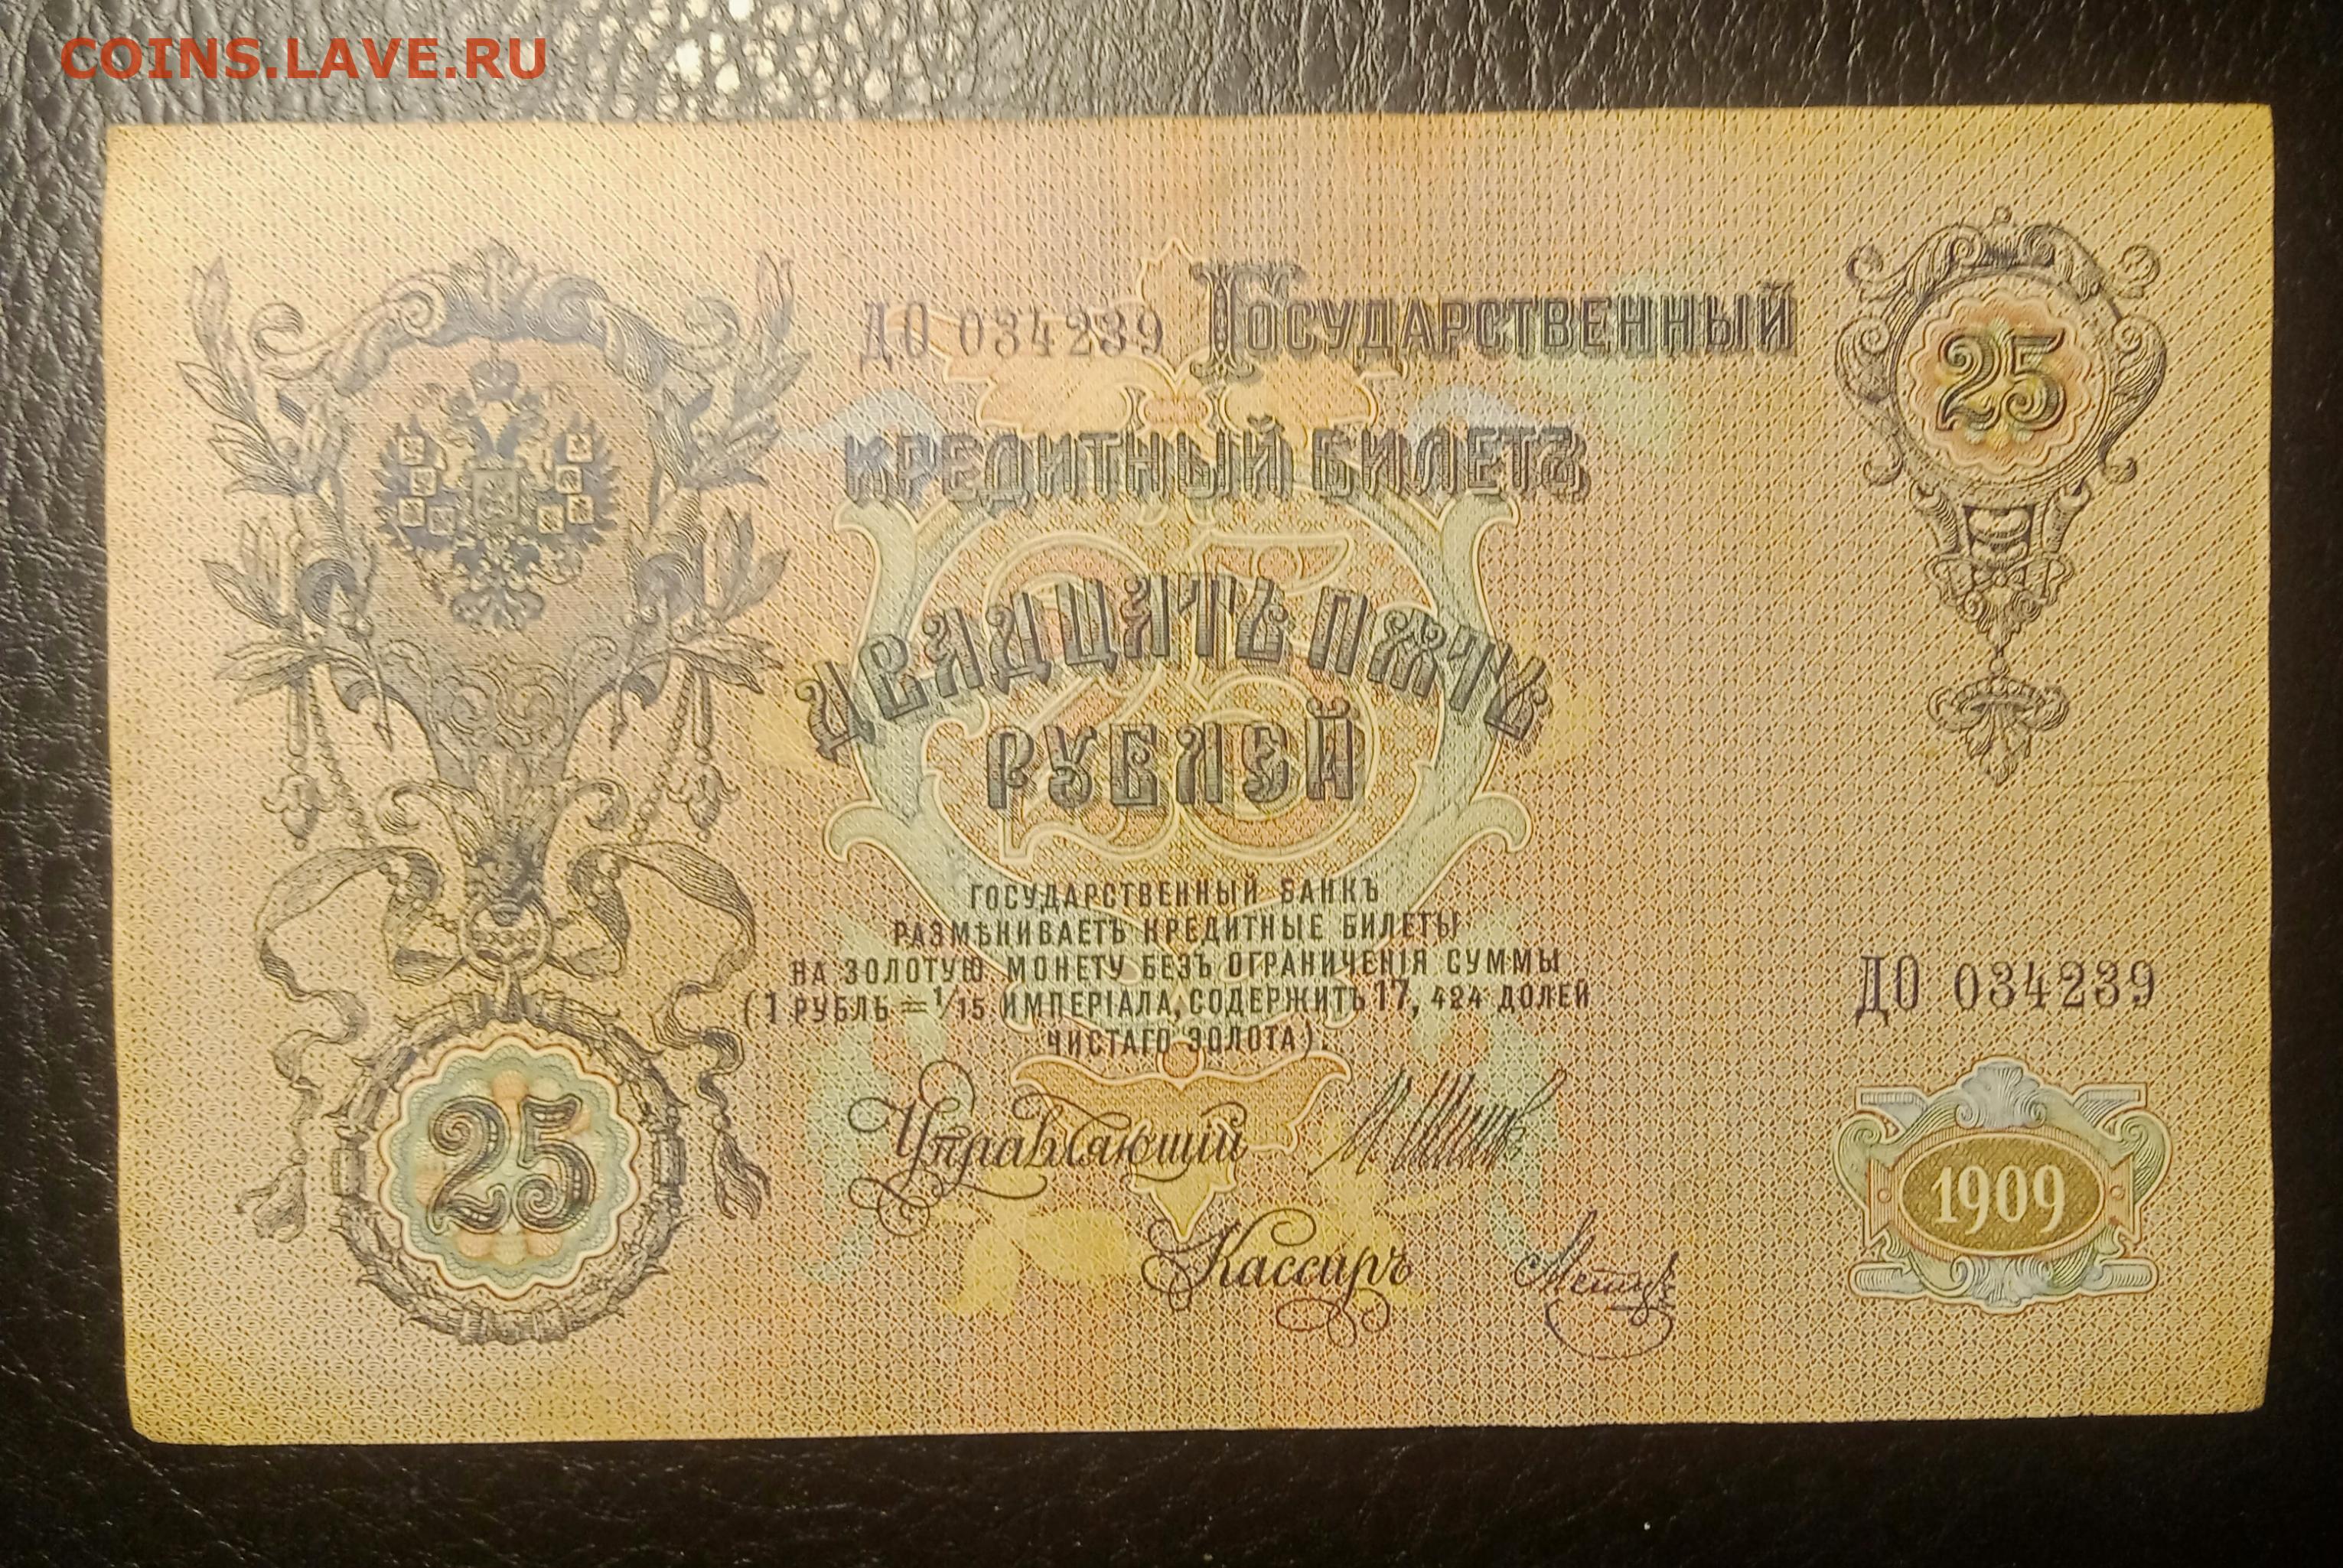 COINS.LAVE.RU
ДО 034239 ГОСУДАРСТВЕННЫЙ 25
КРЕДИТНЫЙ БИЛЕТЪ
25
ДВАДЦАТЬ ПЯТЬ
РУБЛЕЙ
ГОСУДАРСТВЕННЫЙ БАНКЪ
РАЗМѢНИВАЕТЪ КРЕДИТНЫЕ БИЛЕТЫ
НА ЗОЛОТУЮ МОНЕТУ БЕЗЪ ОГРАНИЧЕНІЯ СУММЫ
(1 РУБЛЬ = 1/15 ИМПЕРІАЛА, СОДЕРЖИТЪ 17, 424 ДОЛЕЙ
ЧИСТАГО ЗОЛОТА).
ДО 034239
25
Управляющій
Кассиръ
1909